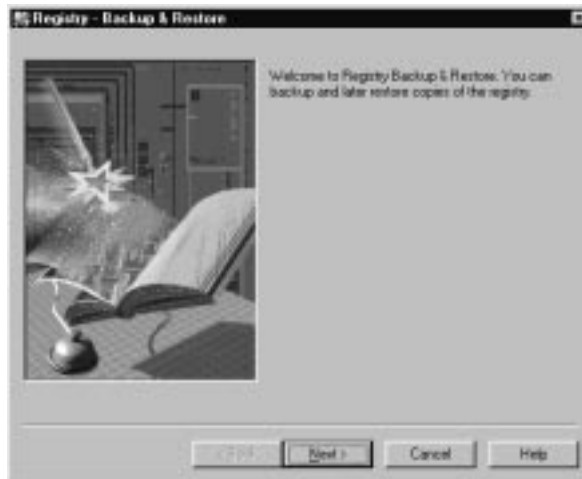 Registry - Backup & Restore
Welcome to Registry Backup & Restore. You can
backup and later restore copies of the registry.
Next >
Cancel
Help